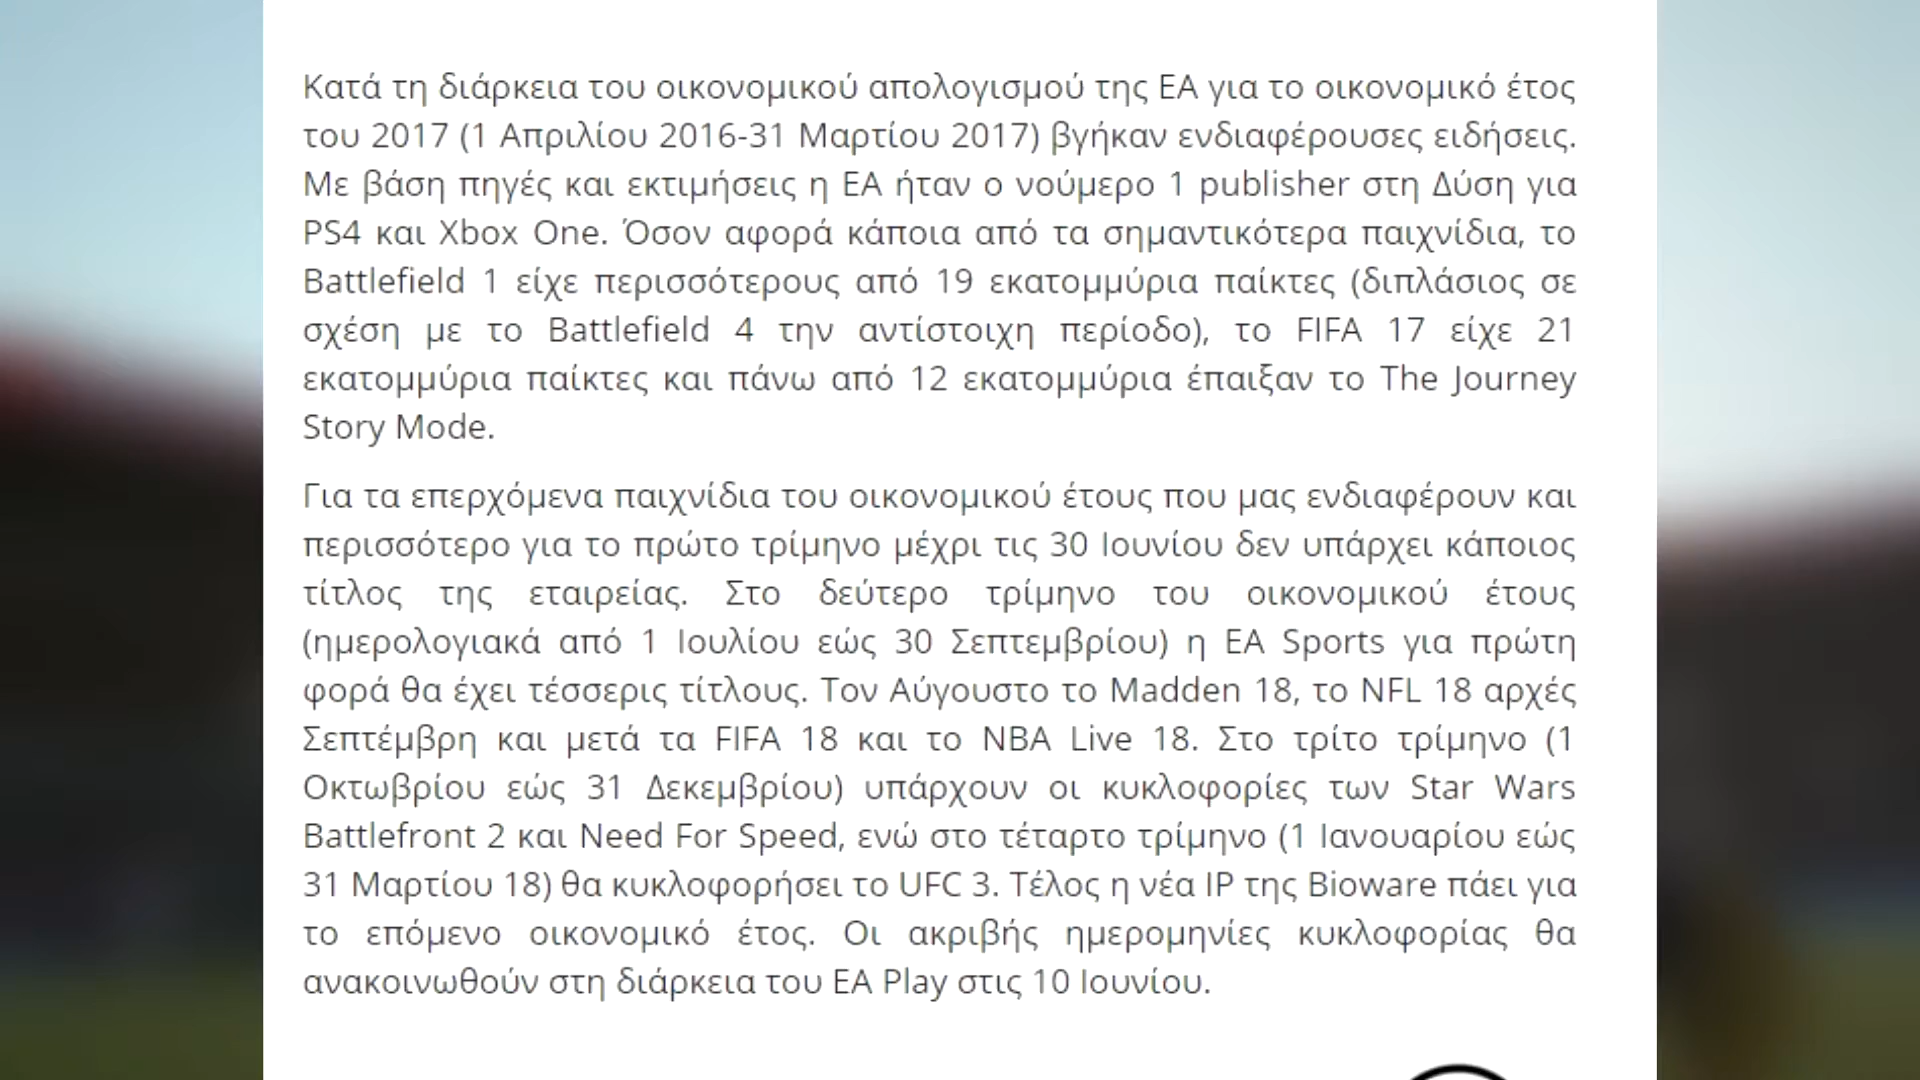 Κατά τη διάρκεια του οικονομικού απολογισμού της EA για το οικονομικό έτος
του 2017 (1 Απριλίου 2016-31 Μαρτίου 2017) βγήκαν ενδιαφέρουσες ειδήσεις.
Με βάση πηγές και εκτιμήσεις η EA ήταν ο νούμερο 1 publisher στη Δύση για
PS4 και Xbox One. Όσον αφορά κάποια από τα σημαντικότερα παιχνίδια, το
Battlefield 1 είχε περισσότερους από 19 εκατομμύρια παίκτες (διπλάσιος σε
σχέση με το Battlefield 4 την αντίστοιχη περίοδο), το FIFA 17 είχε 21
εκατομμύρια παίκτες και πάνω από 12 εκατομμύρια έπαιξαν το The Journey
Story Mode.
Για τα επερχόμενα παιχνίδια του οικονομικού έτους που μας ενδιαφέρουν και
περισσότερο για το πρώτο τρίμηνο μέχρι τις 30 Ιουνίου δεν υπάρχει κάποιος
τίτλος της εταιρείας. Στο δεύτερο τρίμηνο του οικονομικού έτους
(ημερολογιακά από 1 Ιουλίου εώς 30 Σεπτεμβρίου) η EA Sports για πρώτη
φορά θα έχει τέσσερις τίτλους. Τον Αύγουστο το Madden 18, το NFL 18 αρχές
Σεπτέμβρη και μετά τα FIFA 18 και το NBA Live 18. Στο τρίτο τρίμηνο (1
Οκτωβρίου εώς 31 Δεκεμβρίου) υπάρχουν οι κυκλοφορίες των Star Wars
Battlefront 2 και Need For Speed, ενώ στο τέταρτο τρίμηνο (1 Ιανουαρίου εώς
31 Μαρτίου 18) θα κυκλοφορήσει το UFC 3. Τέλος η νέα IP της Bioware πάει για
το επόμενο οικονομικό έτος. Οι ακριβής ημερομηνίες κυκλοφορίας θα
ανακοινωθούν στη διάρκεια του EA Play στις 10 Ιουνίου.